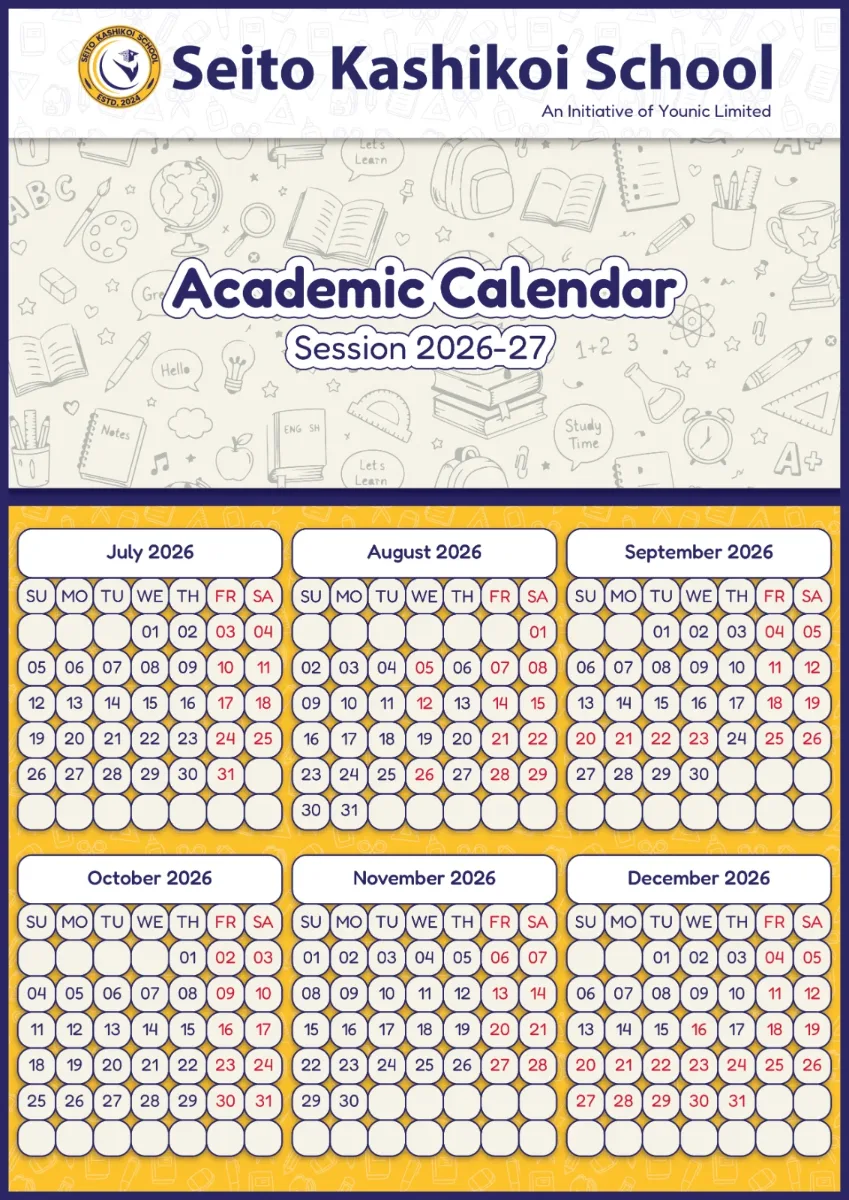 SEITO KASHIKOI SCHOOL
ESTD, 2024
Seito Kashikoi School
An Initiative of Younic Limited
Let's
Learn
ABC
A+
Academic Calendar
Session 2026-27
Gre
1+2 3
Hello
Notes
ENG SH
Study
Time
Let's
Learn
A+
July 2026
SU MO TU WE TH FR SA
01 02 03 04
05 06 07 08 09 10 11
12 13 14 15 16 17 18
19 20 21 22 23 24 25
26 27 28 29 30 31
August 2026
SU MO TU WE TH FR SA
01
02 03 04 05 06 07 08
09 10 11 12 13 14 15
16 17 18 19 20 21 22
23 24 25 26 27 28 29
30 31
September 2026
SU MO TU WE TH FR SA
01 02 03 04 05
06 07 08 09 10 11 12
13 14 15 16 17 18 19
20 21 22 23 24 25 26
27 28 29 30
October 2026
SU MO TU WE TH FR SA
01 02 03
04 05 06 07 08 09 10
11 12 13 14 15 16 17
18 19 20 21 22 23 24
25 26 27 28 29 30 31
November 2026
SU MO TU WE TH FR SA
01 02 03 04 05 06 07
08 09 10 11 12 13 14
15 16 17 18 19 20 21
22 23 24 25 26 27 28
29 30
December 2026
SU MO TU WE TH FR SA
01 02 03 04 05
06 07 08 09 10 11 12
13 14 15 16 17 18 19
20 21 22 23 24 25 26
27 28 29 30 31